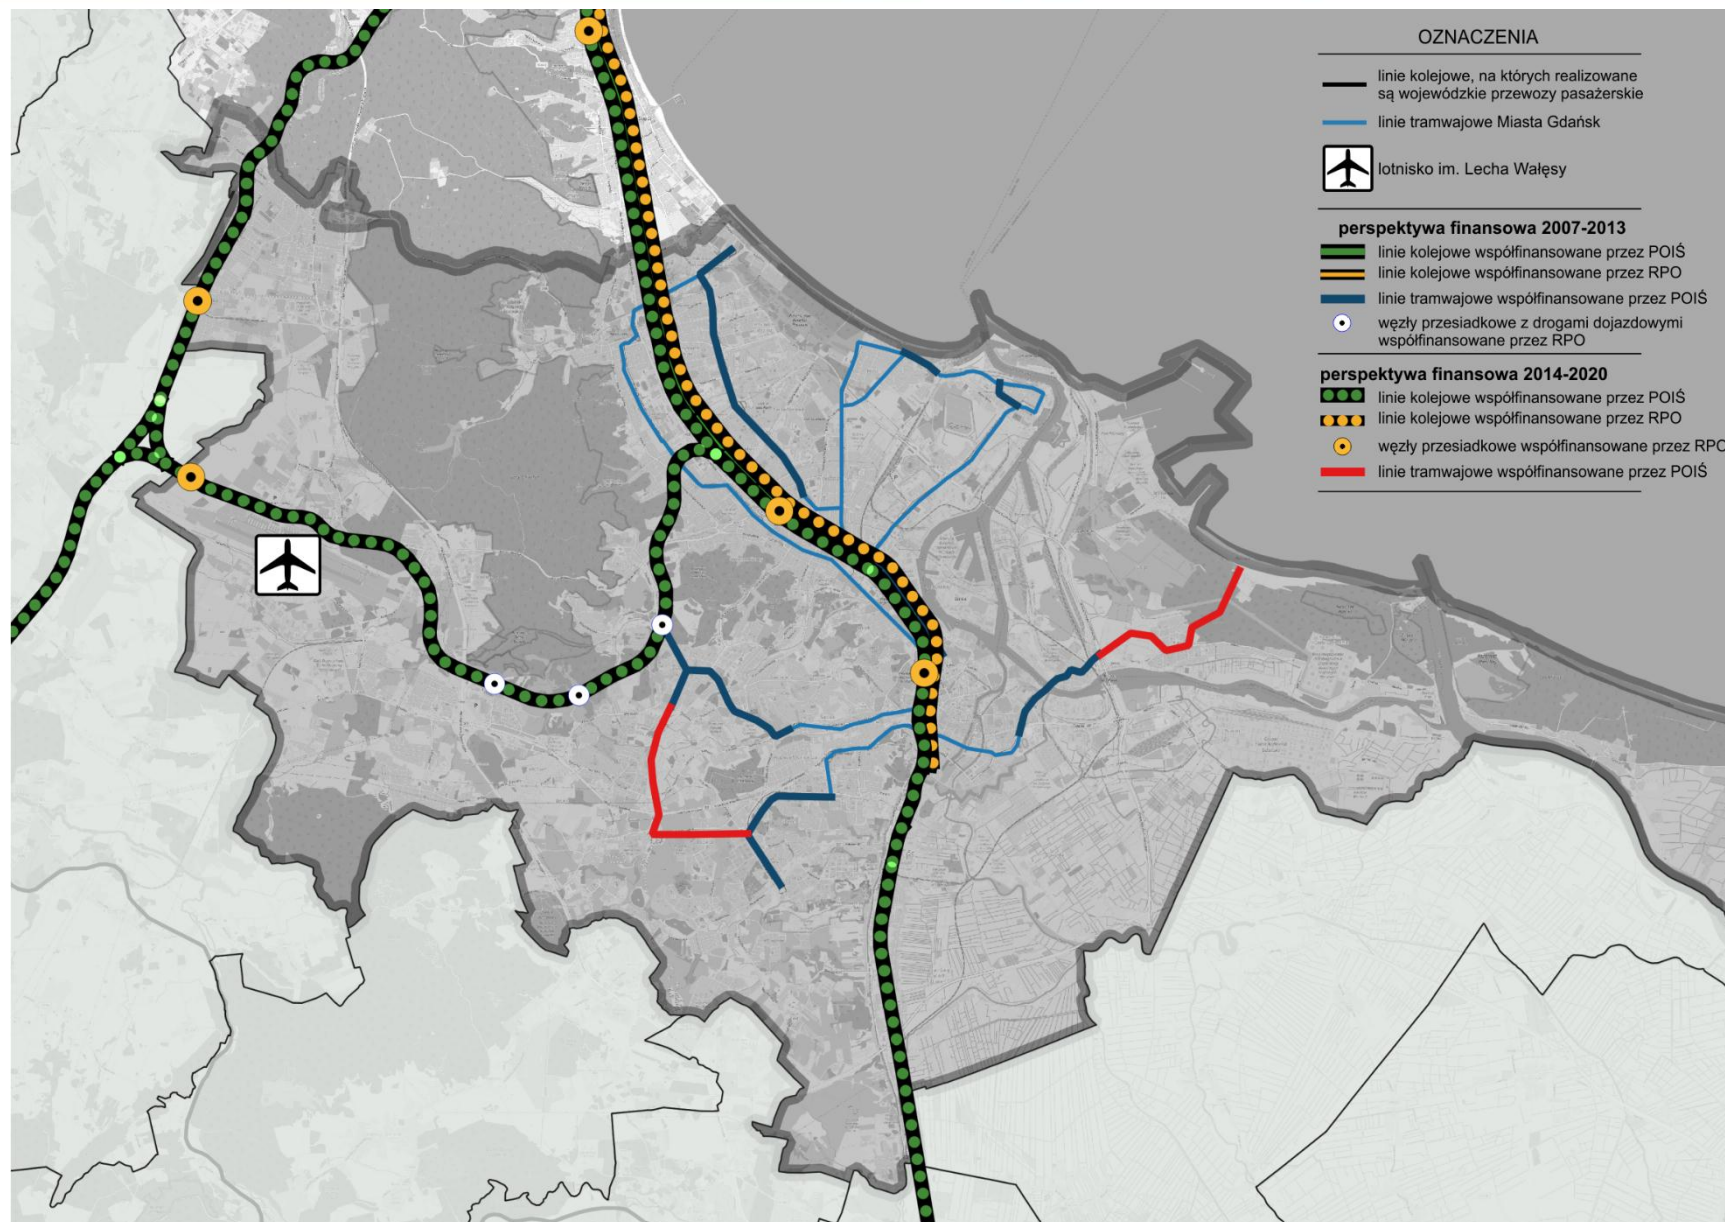 OZNACZENIA
linie kolejowe, na których realizowane
są wojewódzkie przewozy pasażerskie
linie tramwajowe Miasta Gdańsk
lotnisko im. Lecha Wałęsy
perspektywa finansowa 2007-2013
linie kolejowe współfinansowane przez POIŚ
linie kolejowe współfinansowane przez RPO
linie tramwajowe współfinansowane przez POIŚ
węzły przesiadkowe z drogami dojazdowymi
współfinansowane przez RPO
perspektywa finansowa 2014-2020
linie kolejowe współfinansowane przez POIŚ
linie kolejowe współfinansowane przez RPO
węzły przesiadkowe współfinansowane przez RPO
linie tramwajowe współfinansowane przez POIŚ